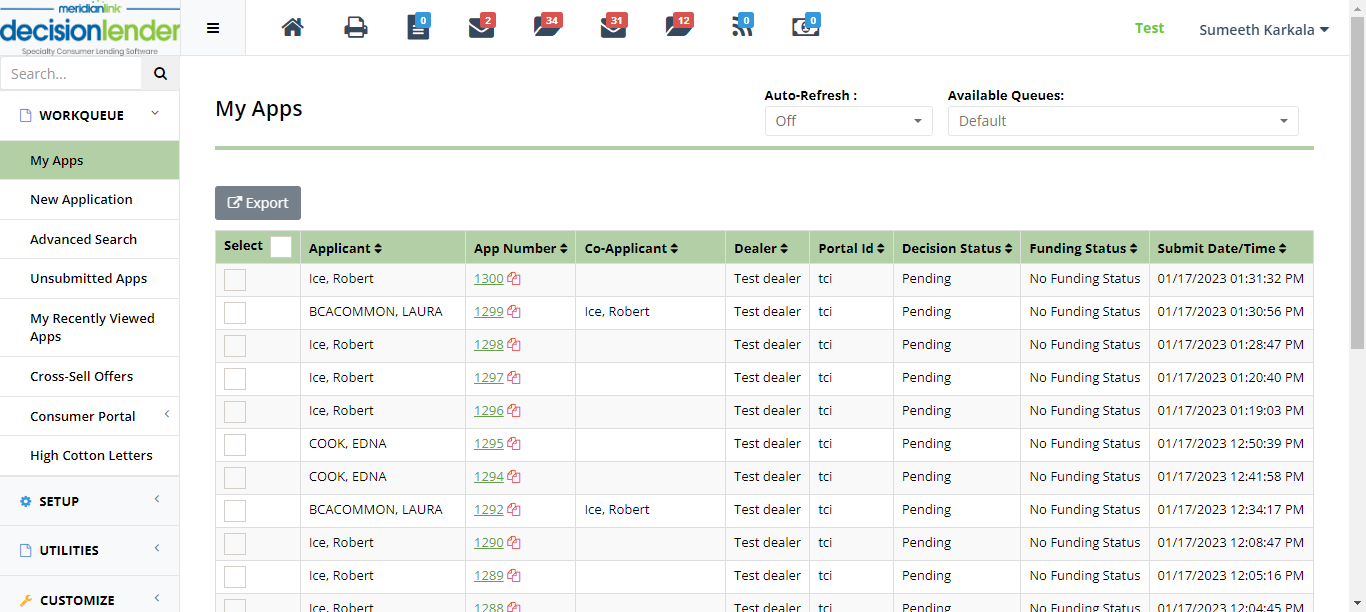 meridianlink
decisionlender
Specialty Consumer Lending Software
0
2
34
31
12
0
0
Test
Sumeeth Karkala
Search...
WORKQUEUE
My Apps
New Application
Advanced Search
Unsubmitted Apps
My Recently Viewed
Apps
Cross-Sell Offers
Consumer Portal
High Cotton Letters
SETUP
UTILITIES
CUSTOMIZE
My Apps
Auto-Refresh :
Off
Available Queues:
Default
Export
Select Applicant App Number Co-Applicant Dealer Portal Id Decision Status Funding Status Submit Date/Time
Ice, Robert 1300 Test dealer tci Pending No Funding Status 01/17/2023 01:31:32 PM
BCACOMMON, LAURA 1299 Ice, Robert Test dealer tci Pending No Funding Status 01/17/2023 01:30:56 PM
Ice, Robert 1298 Test dealer tci Pending No Funding Status 01/17/2023 01:28:47 PM
Ice, Robert 1297 Test dealer tci Pending No Funding Status 01/17/2023 01:20:40 PM
Ice, Robert 1296 Test dealer tci Pending No Funding Status 01/17/2023 01:19:03 PM
COOK, EDNA 1295 Test dealer tci Pending No Funding Status 01/17/2023 12:50:39 PM
COOK, EDNA 1294 Test dealer tci Pending No Funding Status 01/17/2023 12:41:58 PM
BCACOMMON, LAURA 1292 Ice, Robert Test dealer tci Pending No Funding Status 01/17/2023 12:34:17 PM
Ice, Robert 1290 Test dealer tci Pending No Funding Status 01/17/2023 12:08:47 PM
Ice, Robert 1289 Test dealer tci Pending No Funding Status 01/17/2023 12:05:16 PM
Ice, Robert 1288 Test dealer tci Pending No Funding Status 01/17/2023 12:04:45 PM